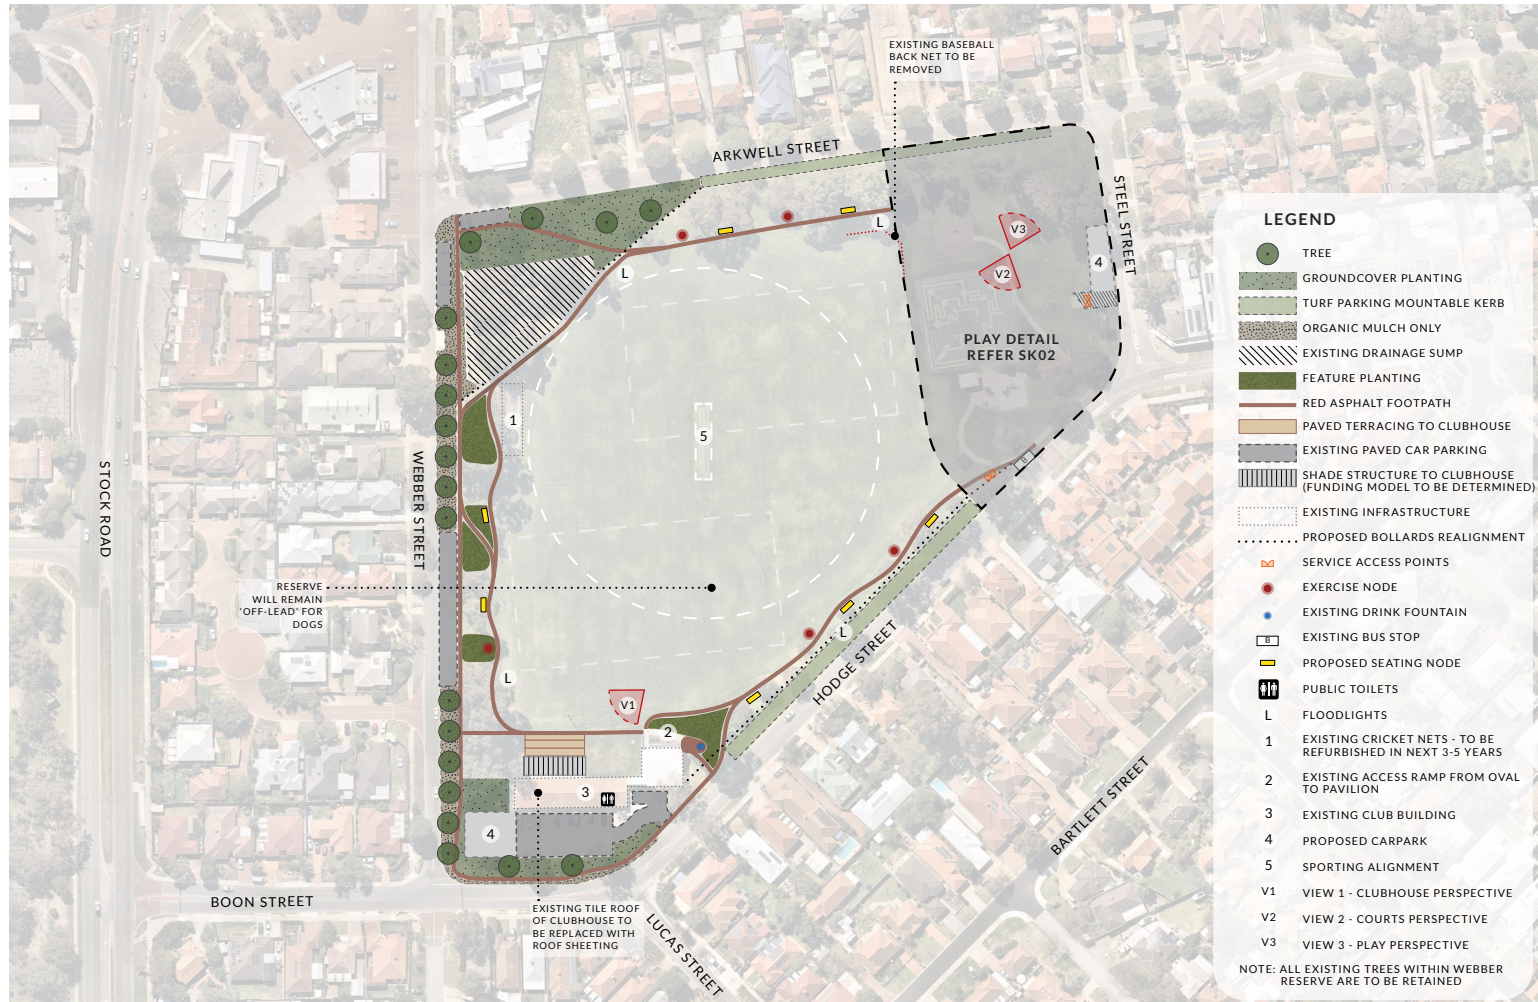 EXISTING BASEBALL
BACK NET TO BE
REMOVED
ARKWELL STREET
STEEL STREET
L
V3
V2
4
L
PLAY DETAIL
REFER SK02
1
5
B
STOCK ROAD
WEBBER STREET
RESERVE
WILL REMAIN
'OFF-LEAD' FOR
DOGS
L
HODGE STREET
L
V1
2
3
4
BARTLETT STREET
BOON STREET
EXISTING TILE ROOF
OF CLUBHOUSE TO
BE REPLACED WITH
ROOF SHEETING
LUCAS STREET
LEGEND
TREE
GROUNDCOVER PLANTING
TURF PARKING MOUNTABLE KERB
ORGANIC MULCH ONLY
EXISTING DRAINAGE SUMP
FEATURE PLANTING
RED ASPHALT FOOTPATH
PAVED TERRACING TO CLUBHOUSE
EXISTING PAVED CAR PARKING
SHADE STRUCTURE TO CLUBHOUSE
(FUNDING MODEL TO BE DETERMINED)
EXISTING INFRASTRUCTURE
PROPOSED BOLLARDS REALIGNMENT
SERVICE ACCESS POINTS
EXERCISE NODE
EXISTING DRINK FOUNTAIN
B EXISTING BUS STOP
PROPOSED SEATING NODE
PUBLIC TOILETS
L FLOODLIGHTS
1 EXISTING CRICKET NETS - TO BE
REFURBISHED IN NEXT 3-5 YEARS
2 EXISTING ACCESS RAMP FROM OVAL
TO PAVILION
3 EXISTING CLUB BUILDING
4 PROPOSED CARPARK
5 SPORTING ALIGNMENT
V1 VIEW 1 - CLUBHOUSE PERSPECTIVE
V2 VIEW 2 - COURTS PERSPECTIVE
V3 VIEW 3 - PLAY PERSPECTIVE
NOTE: ALL EXISTING TREES WITHIN WEBBER
RESERVE ARE TO BE RETAINED